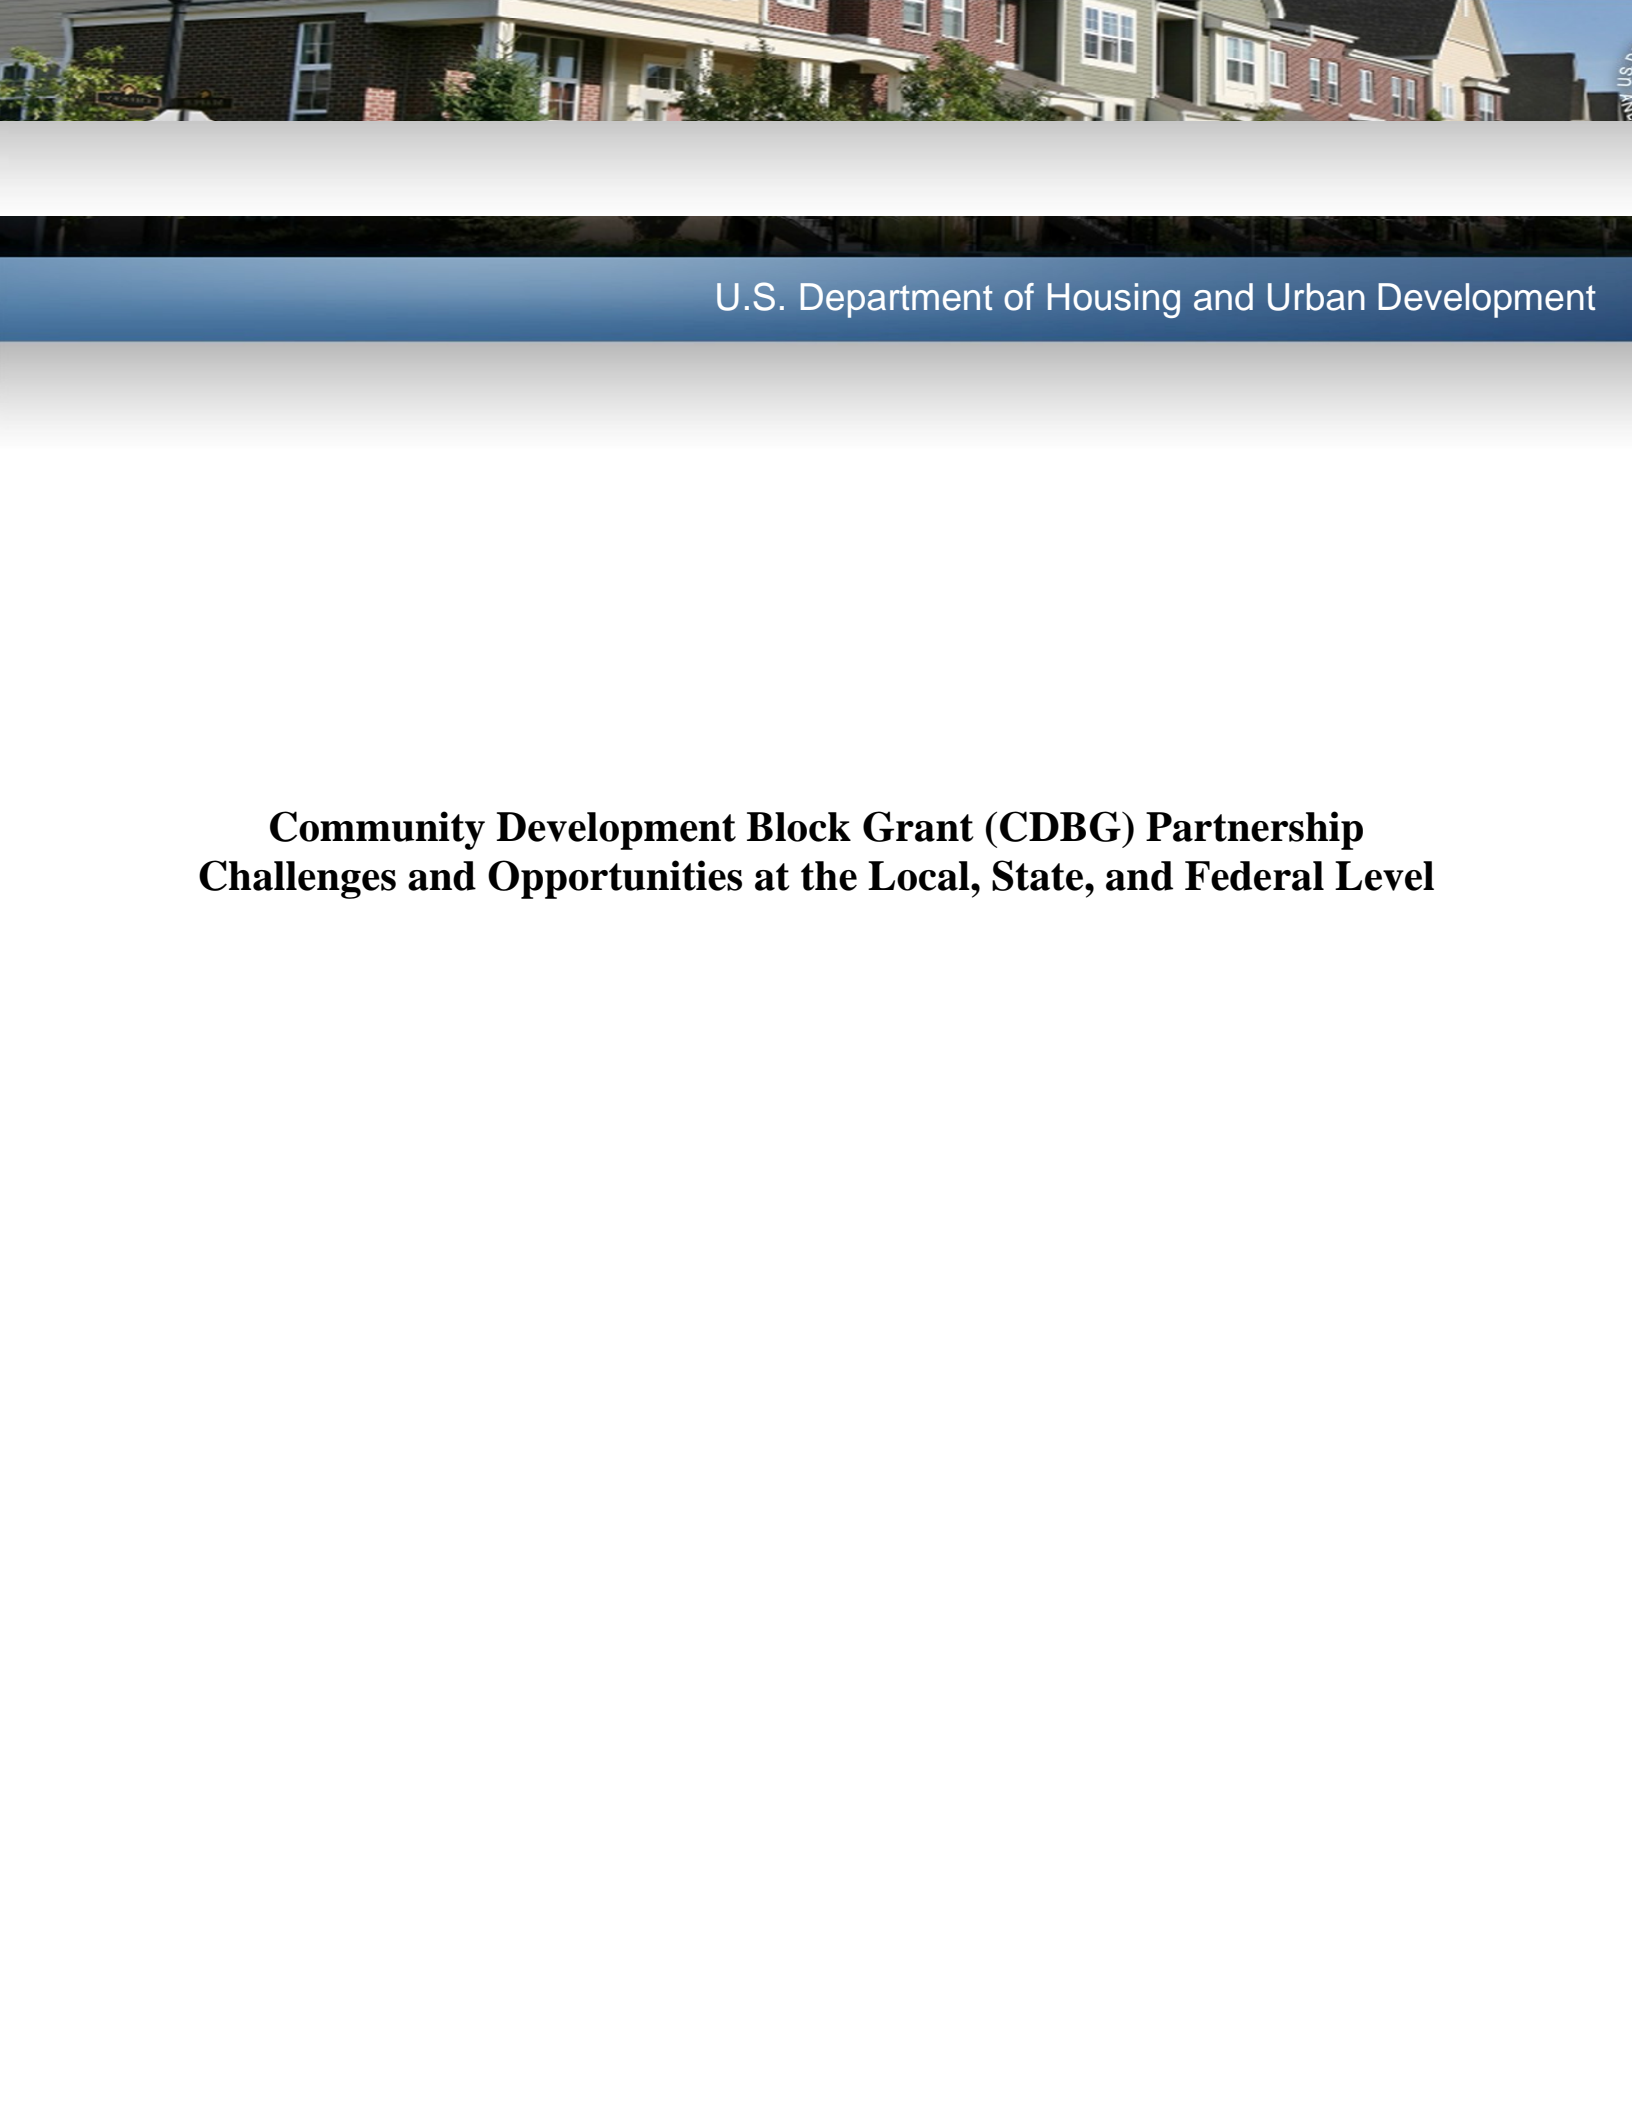 U.S. Department of Housing and Urban Development
Community Development Block Grant (CDBG) Partnership
Challenges and Opportunities at the Local, State, and Federal Level